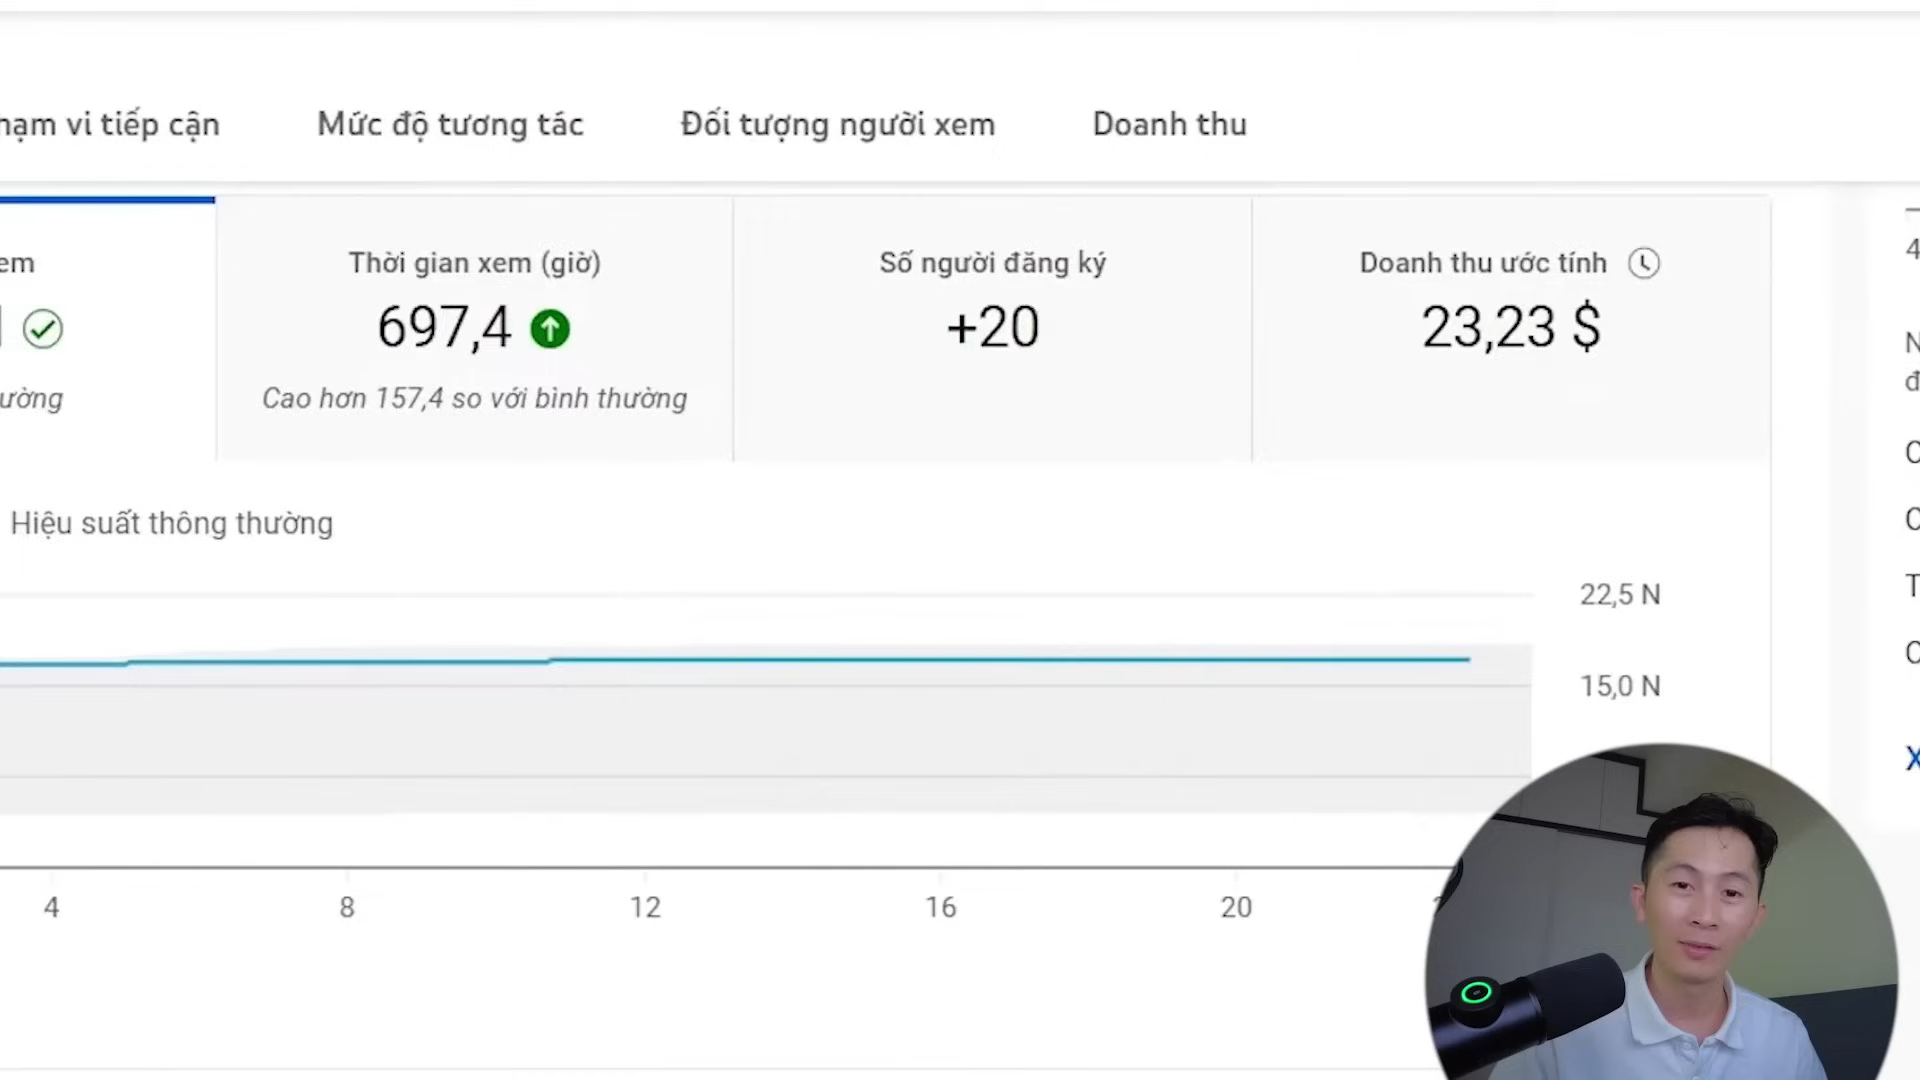 hạm vi tiếp cận
Mức độ tương tác
Đối tượng người xem
Doanh thu
em
Thời gian xem (giờ)
Số người đăng ký
Doanh thu ước tính
697,4
+20
23,23 $
ường
Cao hơn 157,4 so với bình thường
Hiệu suất thông thường
22,5 N
15,0 N
4
8
12
16
20
4
N
đ
T
X